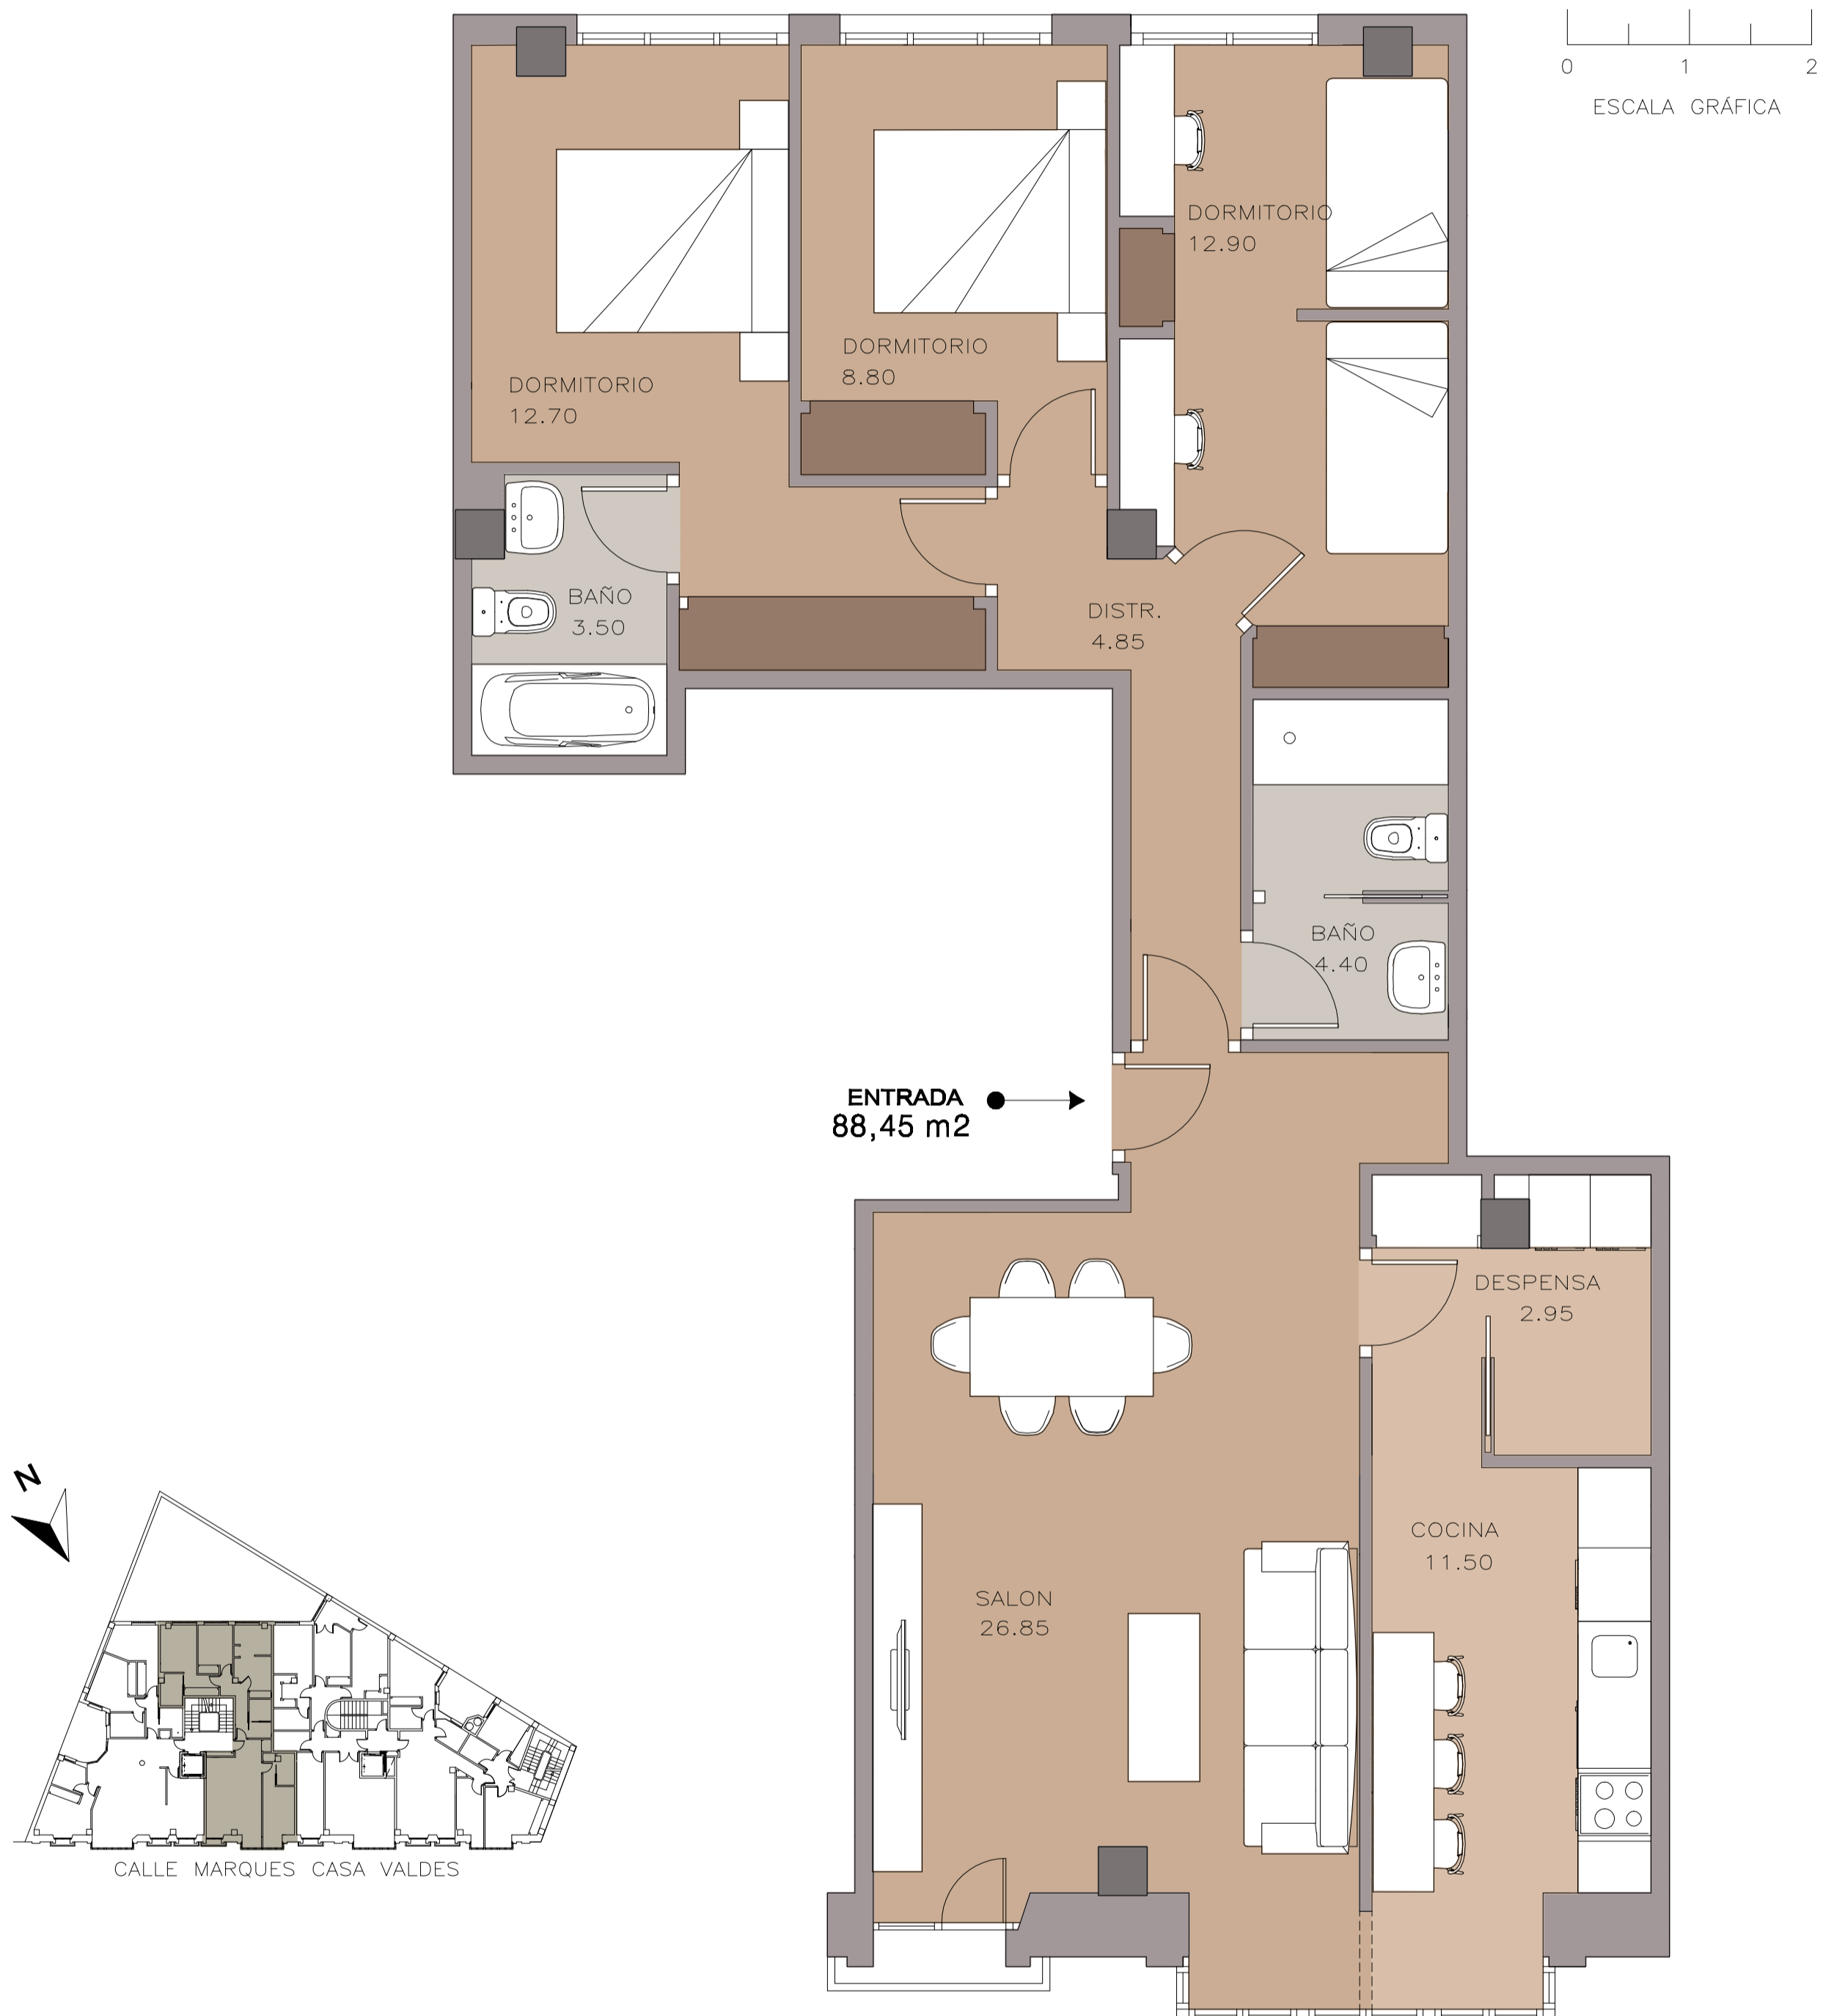 0 1 2
ESCALA GRÁFICA
DORMITORIO
12.90
DORMITORIO
8.80
DORMITORIO
12.70
BAÑO
3.50
DISTR.
4.85
BAÑO
4.40
ENTRADA
88,45 m2
DESPENSA
2.95
COCINA
11.50
SALON
26.85
N
CALLE MARQUES CASA VALDES